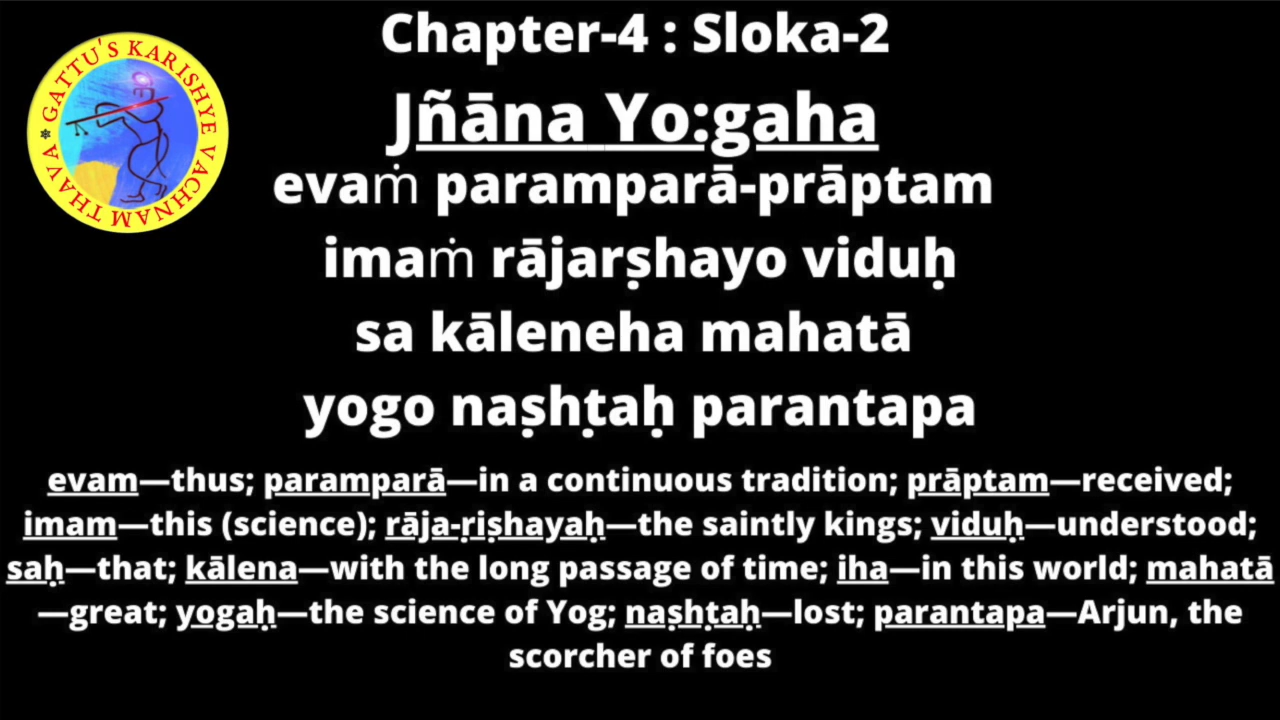 Chapter-4 : Sloka-2
GATTU'S KARISHYE VACHNAM THAVA
Jñāna Yo:gaha
evaṁ paramparā-prāptam
imaṁ rājarṣhayo viduḥ
sa kāleneha mahatā
yogo naṣhṭaḥ parantapa
evam—thus; paramparā—in a continuous tradition; prāptam—received;
imam—this (science); rāja-ṛiṣhayaḥ—the saintly kings; viduḥ—understood;
saḥ—that; kālena—with the long passage of time; iha—in this world; mahatā
—great; yogaḥ—the science of Yog; naṣhṭaḥ—lost; parantapa—Arjun, the
scorcher of foes